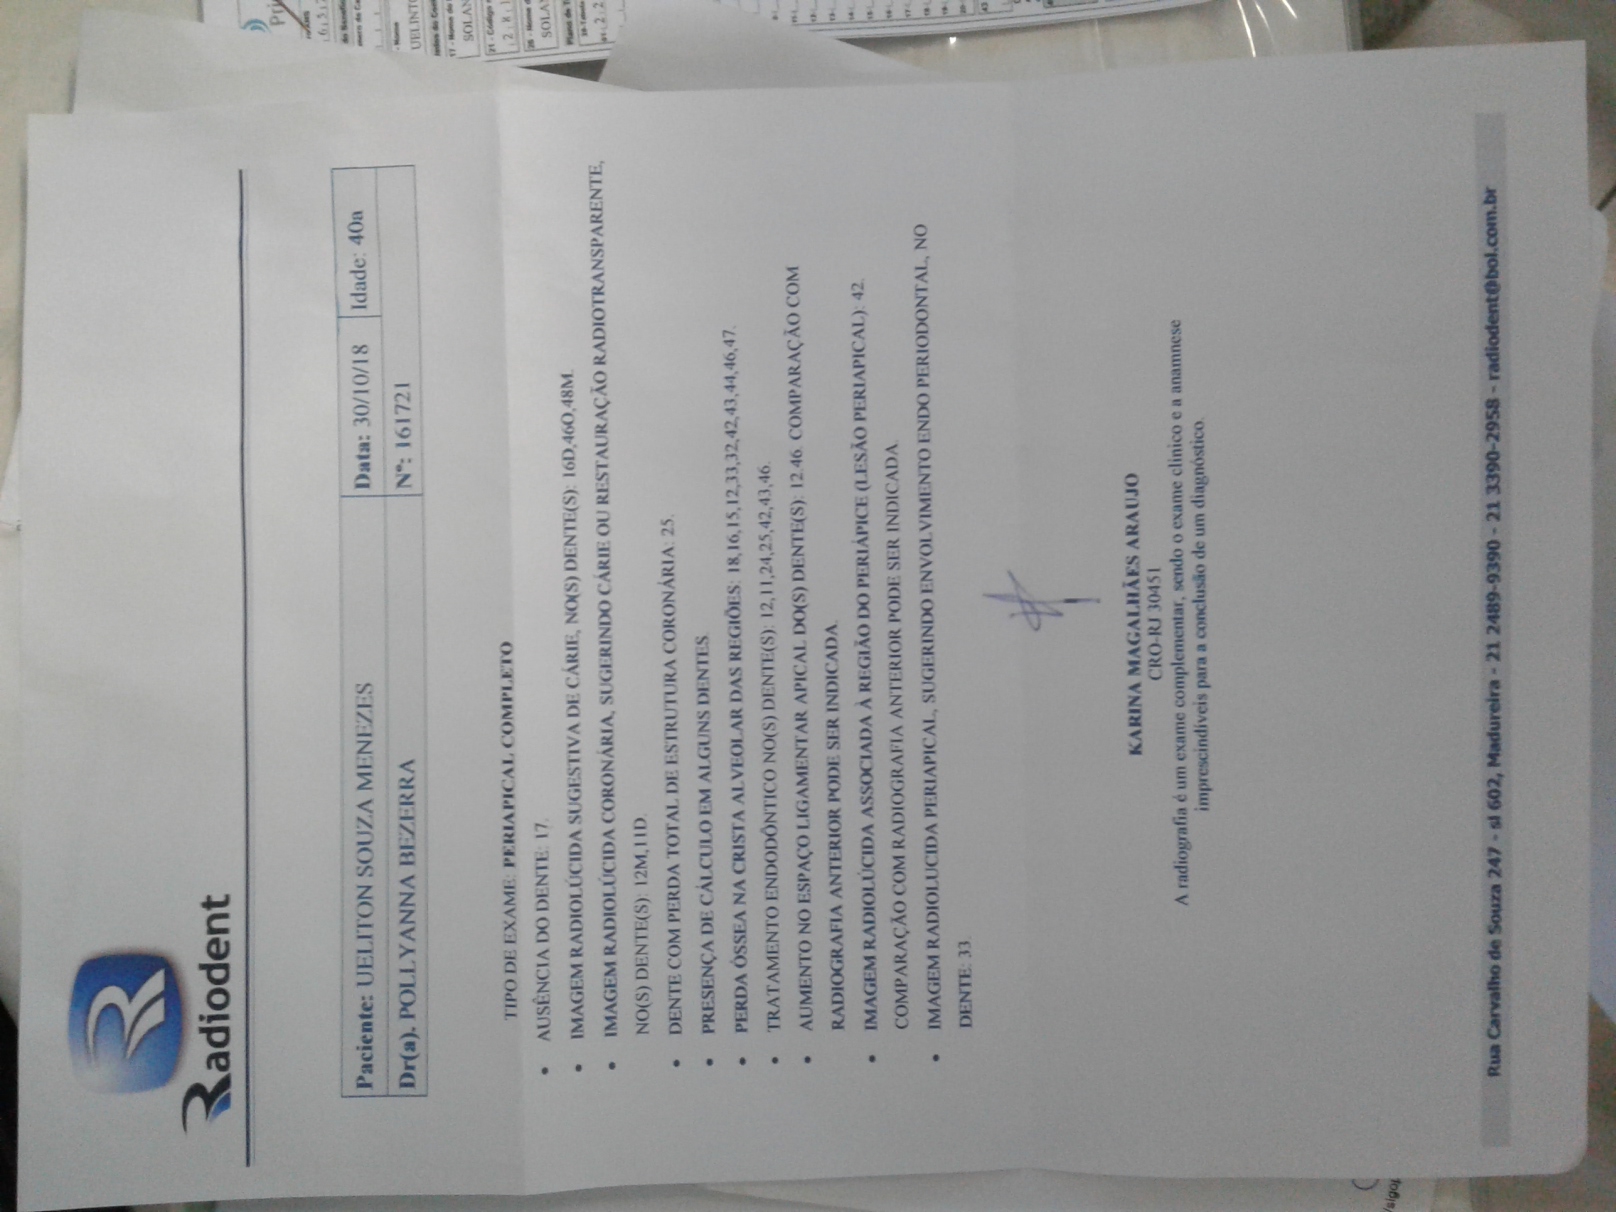 Radiodent
Paciente: UELITON SOUZA MENEZES Data: 30/10/18 Idade: 40a
Dr(a). POLLYANNA BEZERRA Nº: 161721
TIPO DE EXAME: PERIAPICAL COMPLETO
• AUSÊNCIA DO DENTE: 17.
• IMAGEM RADIOLÚCIDA SUGESTIVA DE CÁRIE, NO(S) DENTE(S): 16D,46O,48M.
• IMAGEM RADIOLÚCIDA CORONÁRIA, SUGERINDO CÁRIE OU RESTAURAÇÃO RADIOTRANSPARENTE,
NO(S) DENTE(S): 12M,11D.
• DENTE COM PERDA TOTAL DE ESTRUTURA CORONÁRIA: 25.
• PRESENÇA DE CÁLCULO EM ALGUNS DENTES.
• PERDA ÓSSEA NA CRISTA ALVEOLAR DAS REGIÕES: 18,16,15,12,33,32,42,43,44,46,47.
• TRATAMENTO ENDODÔNTICO NO(S) DENTE(S): 12,11,24,25,42,43,46.
• AUMENTO NO ESPAÇO LIGAMENTAR APICAL DO(S) DENTE(S): 12.46. COMPARAÇÃO COM
RADIOGRAFIA ANTERIOR PODE SER INDICADA.
• IMAGEM RADIOLÚCIDA ASSOCIADA À REGIÃO DO PERIÁPICE (LESÃO PERIAPICAL): 42.
COMPARAÇÃO COM RADIOGRAFIA ANTERIOR PODE SER INDICADA.
• IMAGEM RADIOLUCIDA PERIAPICAL, SUGERINDO ENVOLVIMENTO ENDO PERIODONTAL, NO
DENTE: 33.
KARINA MAGALHÃES ARAUJO
CRO-RJ 30451
A radiografia é um exame complementar, sendo o exame clínico e a anamnese
imprescindíveis para a conclusão de um diagnóstico.
Rua Carvalho de Souza 247 - sl 602, Madureira - 21 2489-9390 - 21 3390-2958 - radiodent@bol.com.br